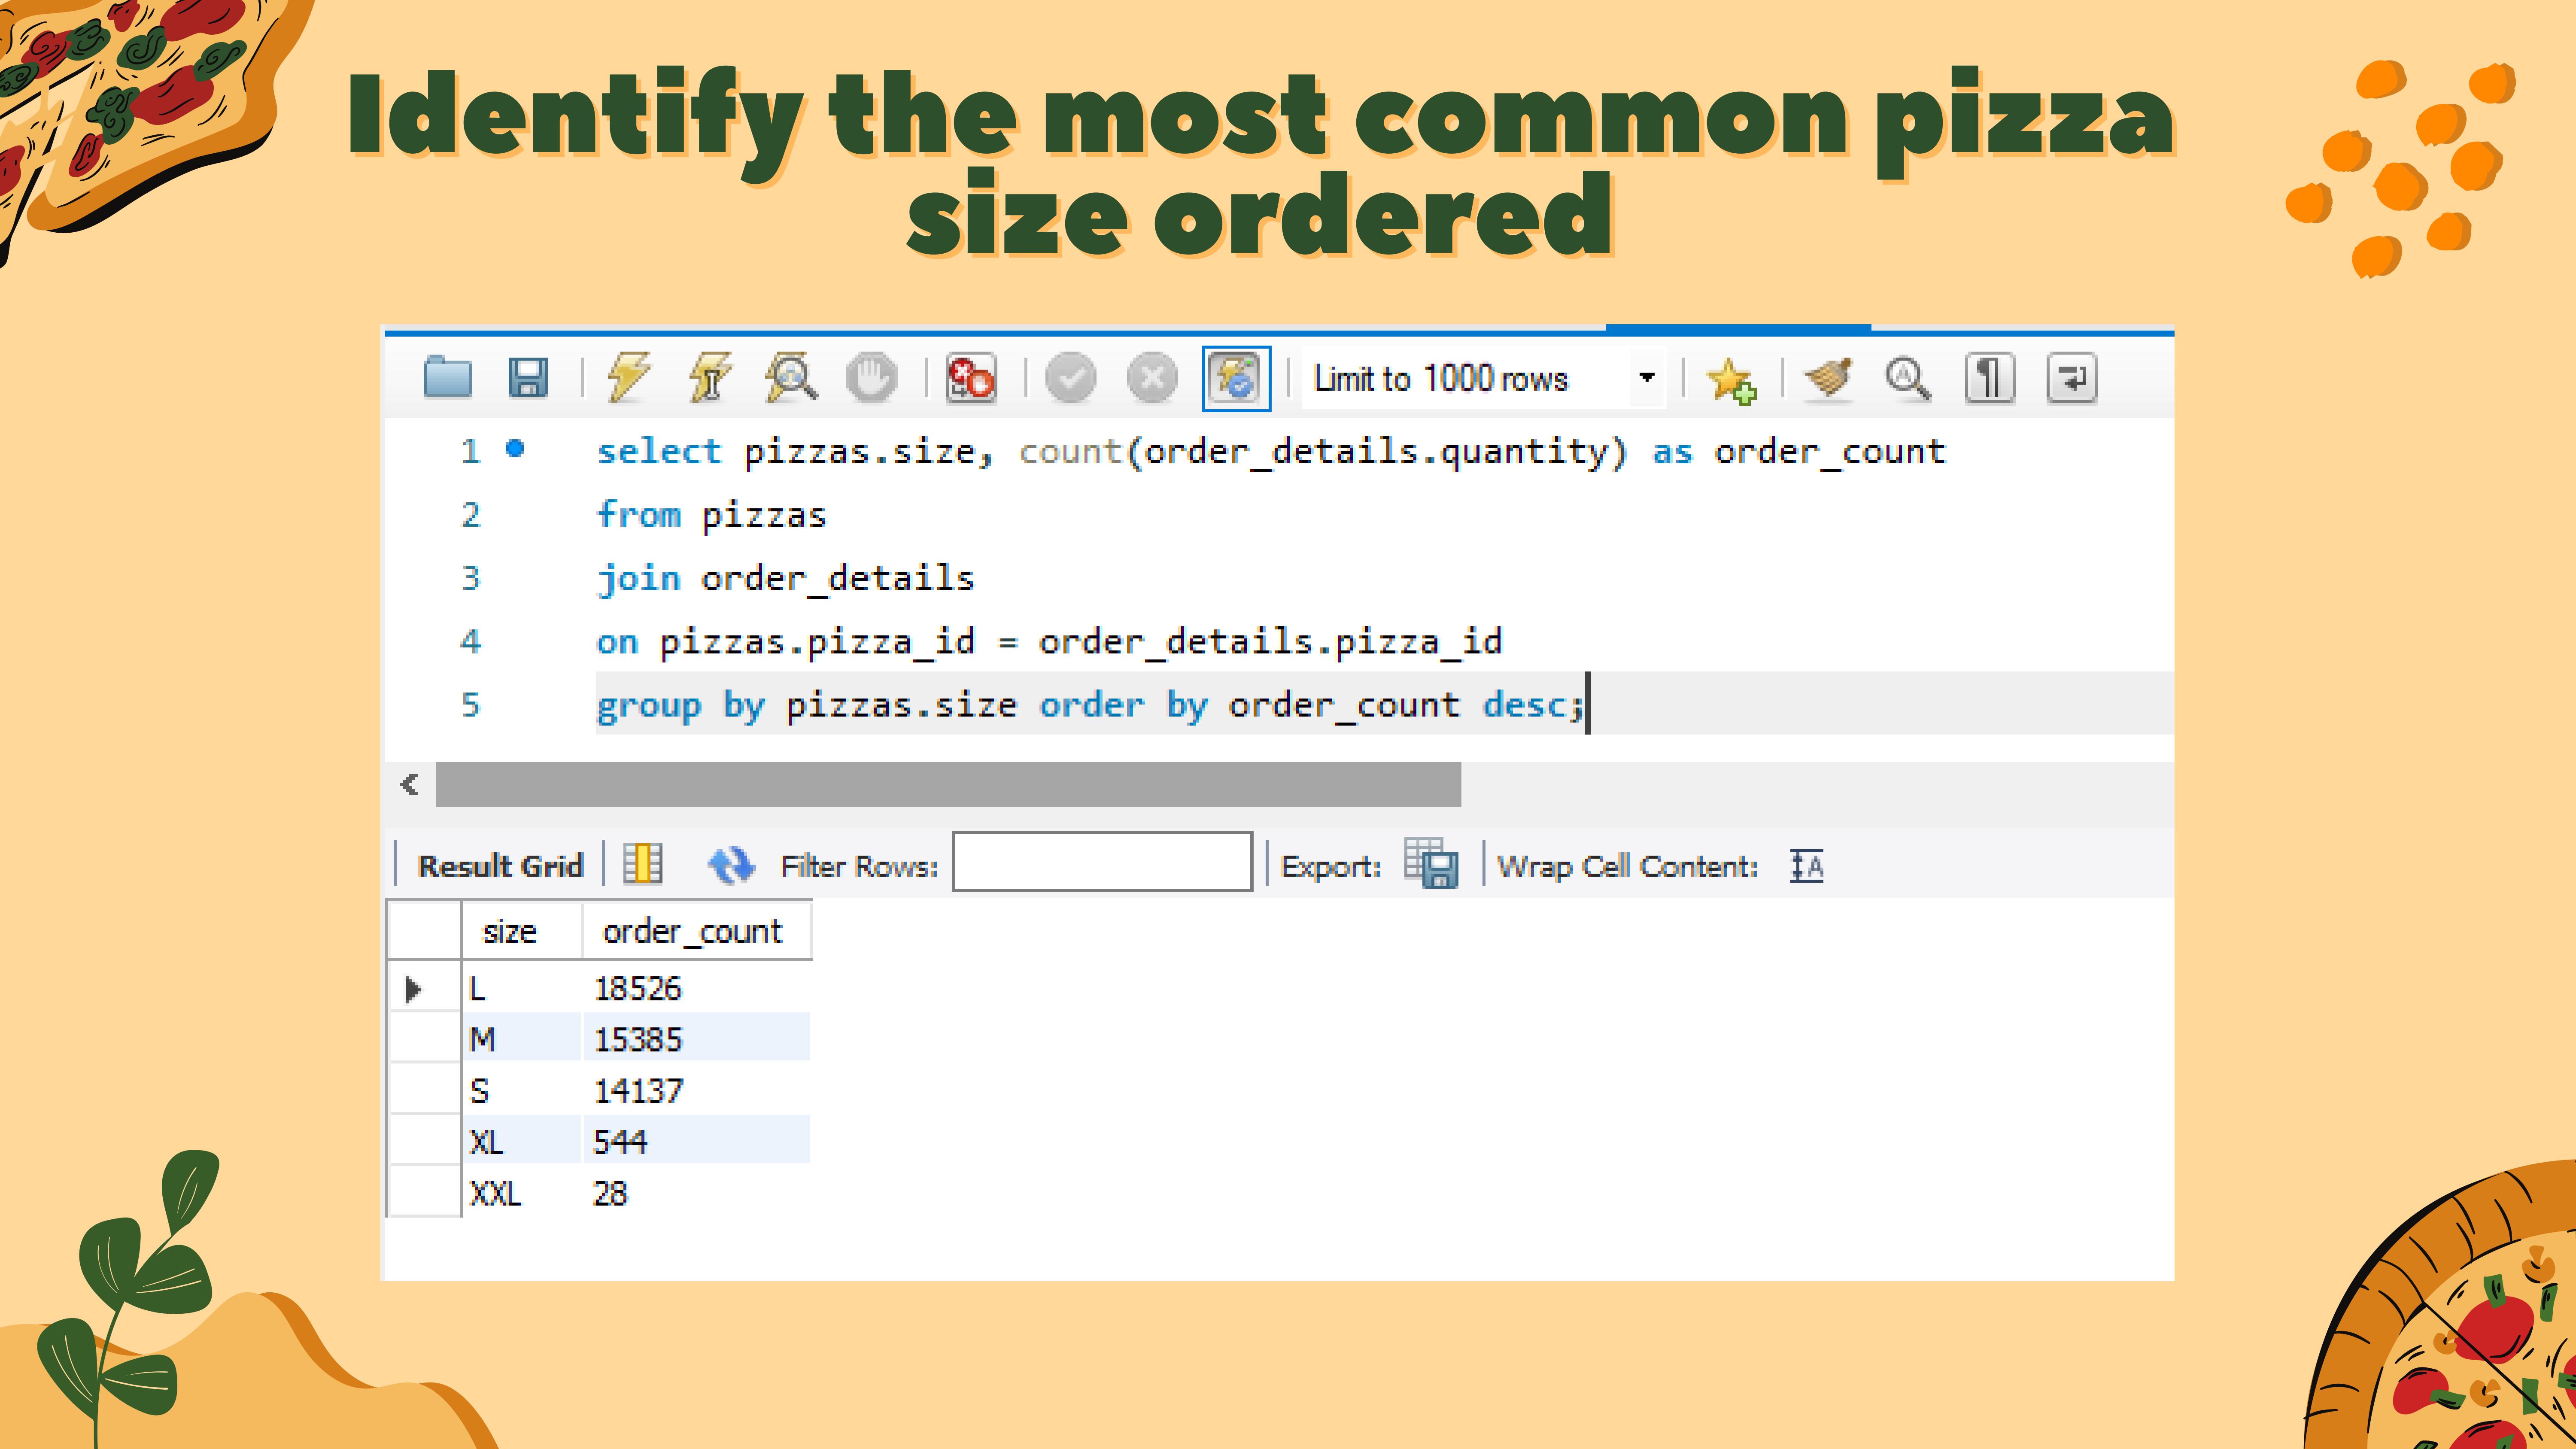 Identify the most common pizza
size ordered
Limit to 1000 rows
1 select pizzas.size, count(order_details.quantity) as order_count
2 from pizzas
3 join order_details
4 on pizzas.pizza_id = order_details.pizza_id
5 group by pizzas.size order by order_count desc;
Result Grid Filter Rows: Export: Wrap Cell Content:
size order_count
L 18526
M 15385
S 14137
XL 544
XXL 28